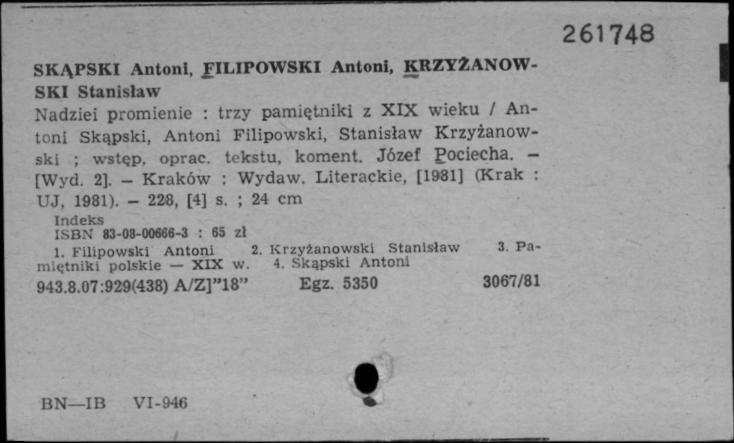 261748
SKĄPSKI Antoni, FILIPOWSKI Antoni, KRZYŻANOW-
SKI Stanisław
Nadziei promienie : trzy pamiętniki z XIX wieku / An-
toni Skąpski, Antoni Filipowski, Stanisław Krzyżanow-
ski ; wstęp, oprac. tekstu, koment. Józef Pociecha. —
[Wyd. 2]. — Kraków : Wydaw. Literackie, [1981] (Krak :
UJ, 1981). — 228, [4] s. ; 24 cm
Indeks
ISBN 83-08-00666-3 : 65 zł
1. Filipowski Antoni 2. Krzyżanowski Stanisław 3. Pa-
miętniki polskie — XIX w. 4. Skąpski Antoni
943.8.07:929(438) A/Z]”18” Egz. 5350 3067/81
BN—IB VI-946